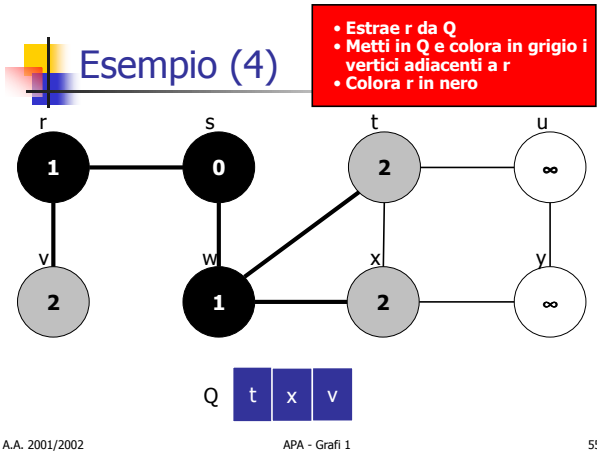 • Estrae r da Q
• Metti in Q e colora in grigio i
vertici adiacenti a r
• Colora r in nero
Esempio (4)
r s t u
1 0 2 ∞
v w x y
2 1 2 ∞
Q t x v
A.A. 2001/2002 APA - Grafi 1 55